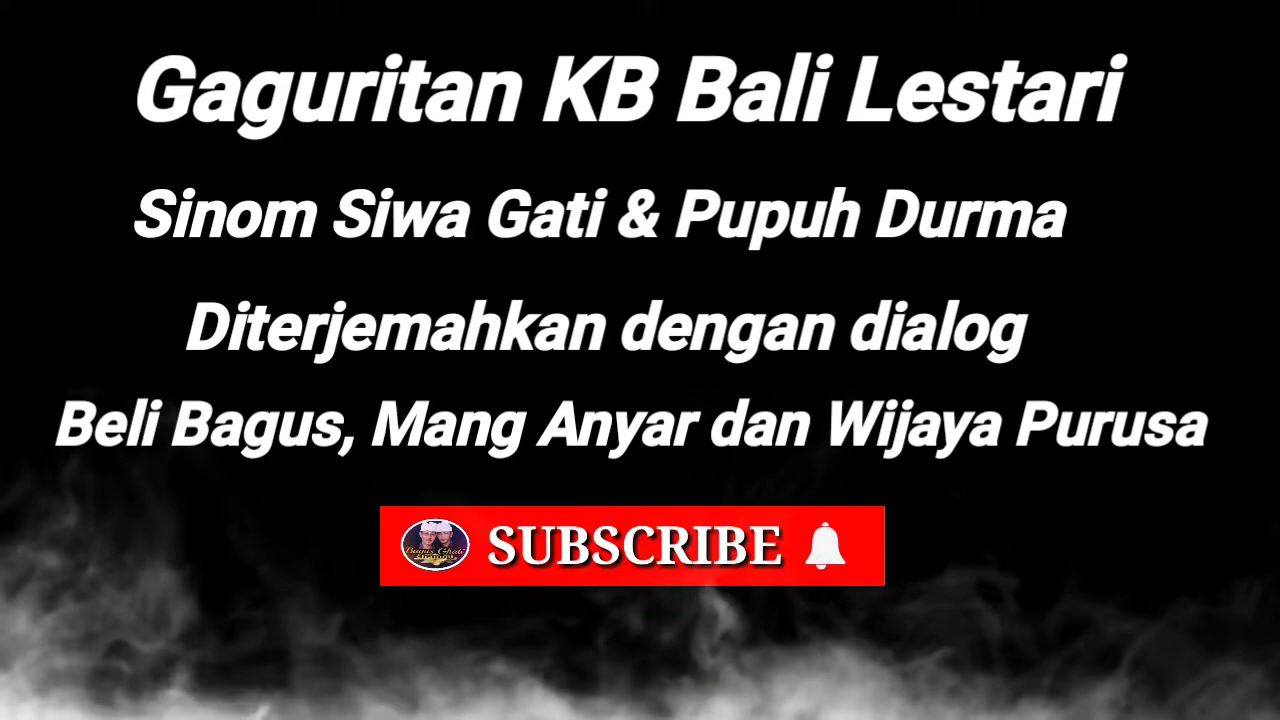 Gaguritan KB Bali Lestari
Sinom Siwa Gati & Pupuh Durma
Diterjemahkan dengan dialog
Beli Bagus, Mang Anyar dan Wijaya Purusa
SUBSCRIBE